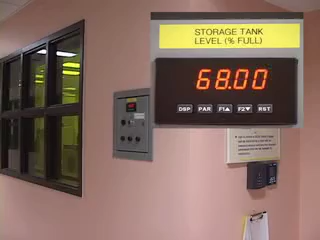 STORAGE TANK
LEVEL (% FULL)
68.00
DSP PAR F1▲ F2▼ RST